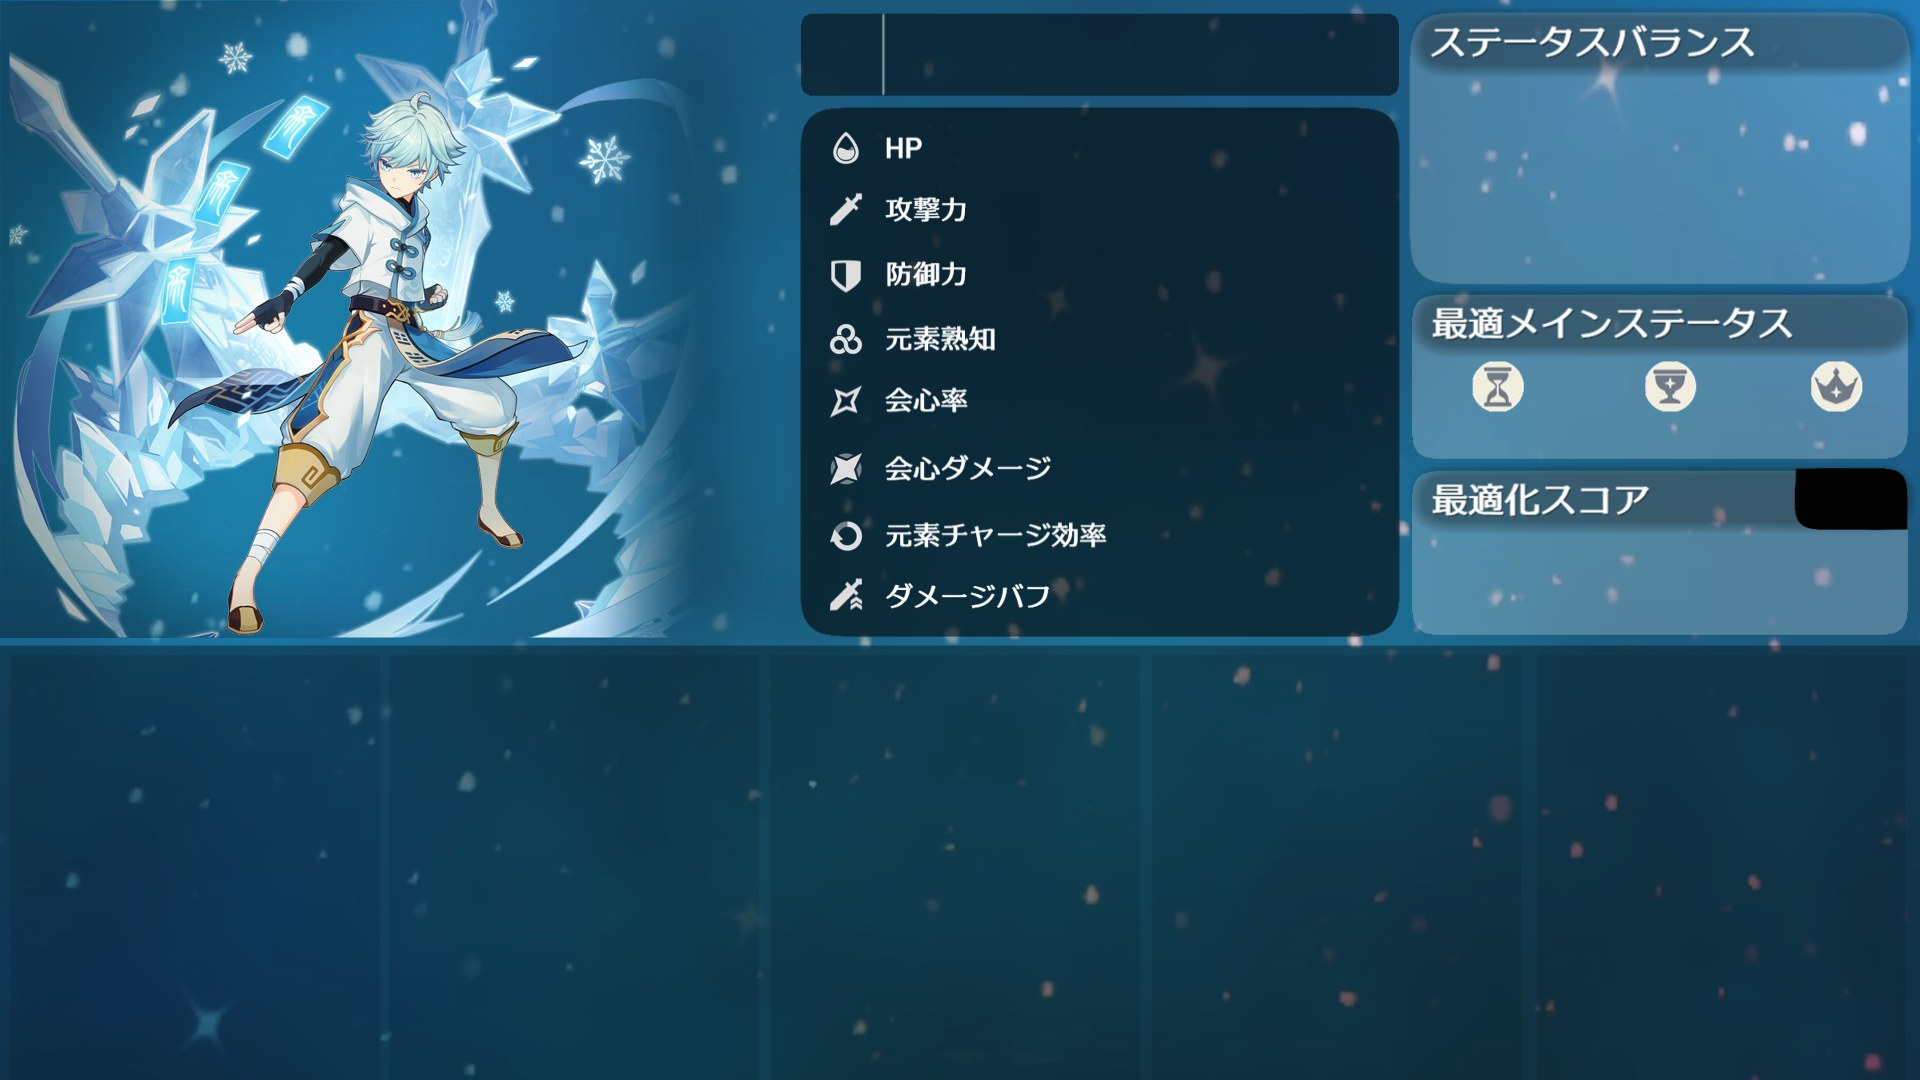 HP
攻撃力
防御力
元素熟知
会心率
会心ダメージ
元素チャージ効率
ダメージバフ
ステータスバランス
最適メインステータス
最適化スコア